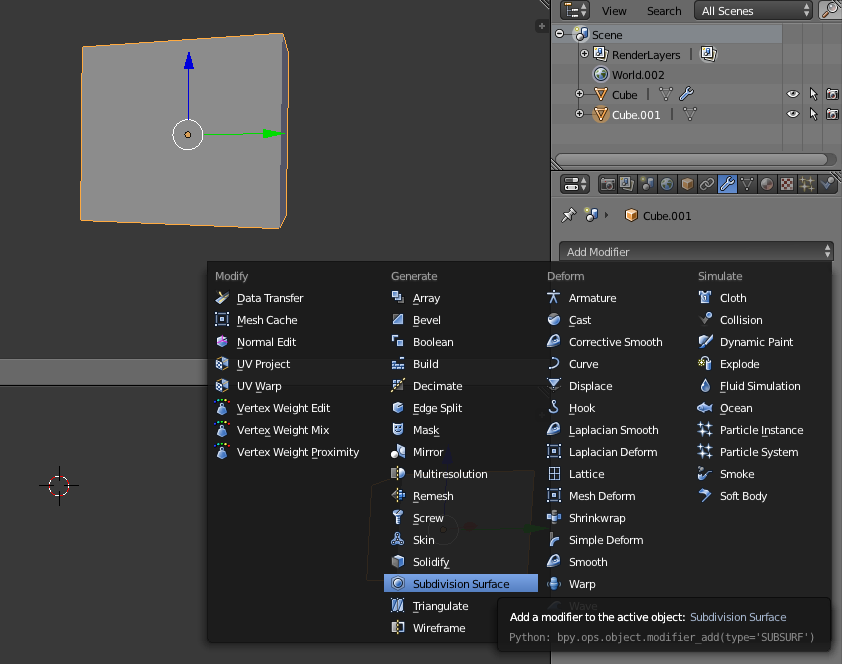 View Search All Scenes
Scene
RenderLayers |
World.002
Cube |
Cube.001 |
Cube.001
Add Modifier
Modify
Data Transfer
Mesh Cache
Normal Edit
UV Project
UV Warp
Vertex Weight Edit
Vertex Weight Mix
Vertex Weight Proximity
Generate
Array
Bevel
Boolean
Build
Decimate
Edge Split
Mask
Mirror
Multiresolution
Remesh
Screw
Skin
Solidify
Subdivision Surface
Triangulate
Wireframe
Deform
Armature
Cast
Corrective Smooth
Curve
Displace
Hook
Laplacian Smooth
Laplacian Deform
Lattice
Mesh Deform
Shrinkwrap
Simple Deform
Smooth
Warp
Wave
Simulate
Cloth
Collision
Dynamic Paint
Explode
Fluid Simulation
Ocean
Particle Instance
Particle System
Smoke
Soft Body
Add a modifier to the active object: Subdivision Surface
Python: bpy.ops.object.modifier_add(type='SUBSURF')